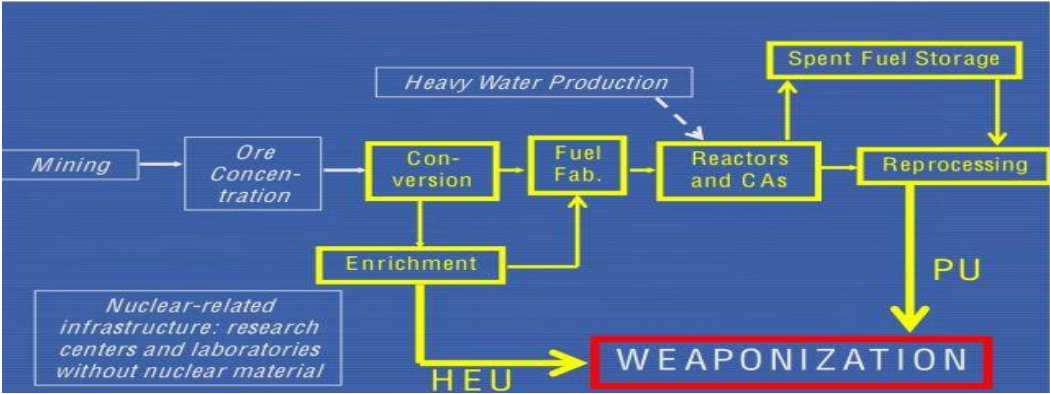 Spent Fuel Storage
Heavy Water Production
Mining
Ore
Concen-
tration
Con-
version
Fuel
Fab.
Reactors
and CAs
Reprocessing
Enrichment
PU
Nuclear-related
infrastructure: research
centers and laboratories
without nuclear material
HEU
WEAPONIZATION